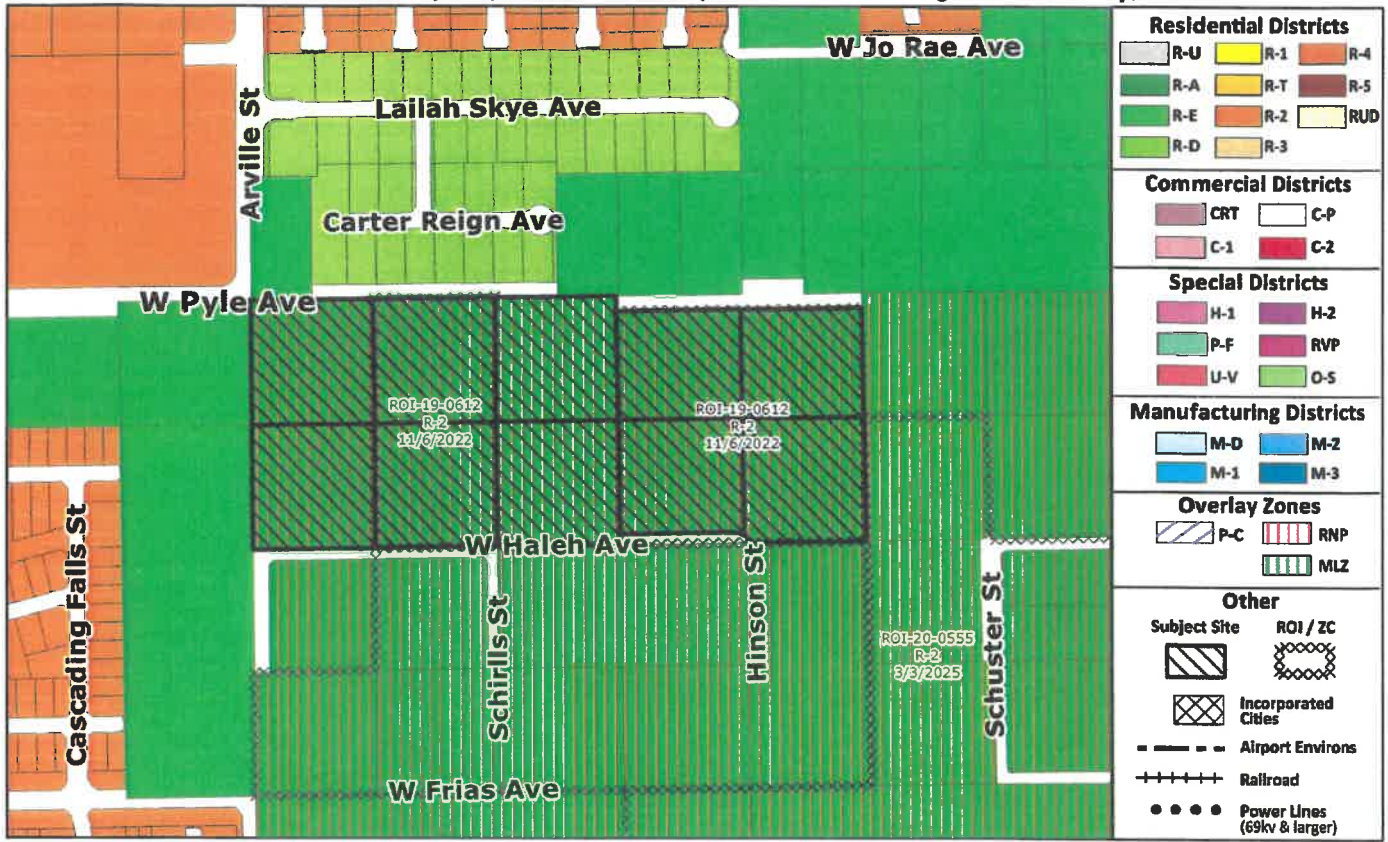 W Jo Rae Ave
Arville St
Lailah Skye Ave
Carter Reign Ave
W Pyle Ave
ROI-19-0612
R-2
11/6/2022
ROI-19-0612
R-2
11/6/2022
W Haleh Ave
Cascading Falls St
Schirlls St
Hinson St
ROI-20-0555
R-2
3/3/2025
Schuster St
W Frias Ave
Residential Districts
R-U R-1 R-4
R-A R-T R-5
R-E R-2 RUD
R-D R-3
Commercial Districts
CRT C-P
C-1 C-2
Special Districts
H-1 H-2
P-F RVP
U-V O-S
Manufacturing Districts
M-D M-2
M-1 M-3
Overlay Zones
P-C RNP
MLZ
Other
Subject Site ROI / ZC
Incorporated
Cities
Airport Environs
Railroad
Power Lines
(69kv & larger)